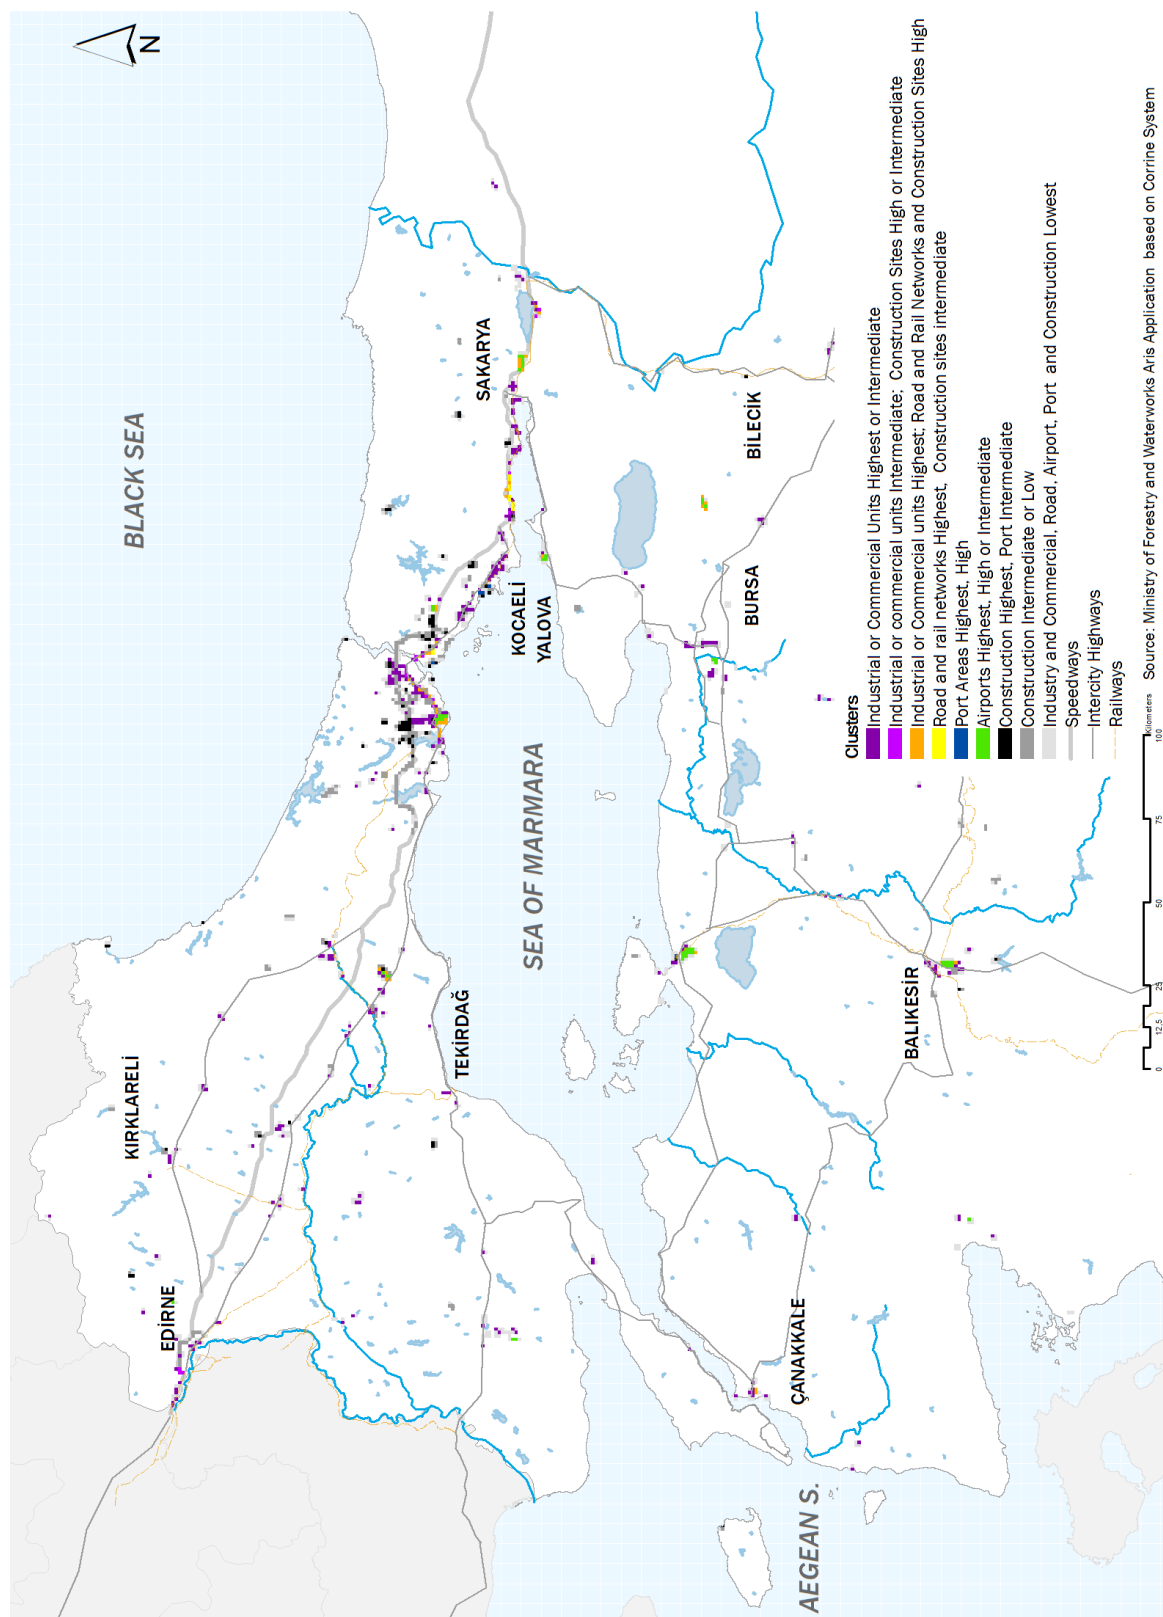 N
BLACK SEA
KIRKLARELİ
EDİRNE
SAKARYA
TEKİRDAĞ
KOCAELİ
YALOVA
SEA OF MARMARA
BİLECİK
BURSA
ÇANAKKALE
BALIKESİR
AEGEAN S.
Clusters
Industrial or Commercial Units Highest or Intermediate
Industrial or commercial units Intermediate; Construction Sites High or Intermediate
Industrial or Commercial units Highest; Road and Rail Networks and Construction Sites High
Road and rail networks Highest, Construction sites intermediate
Port Areas Highest, High
Airports Highest, High or Intermediate
Construction Highest, Port Intermediate
Construction Intermediate or Low
Industry and Commercial, Road, Airport, Port and Construction Lowest
Speedways
Intercity Highways
Railways
Kilometers
0 12,5 25 50 75 100
Source: Ministry of Forestry and Waterworks Aris Application based on Corrine System